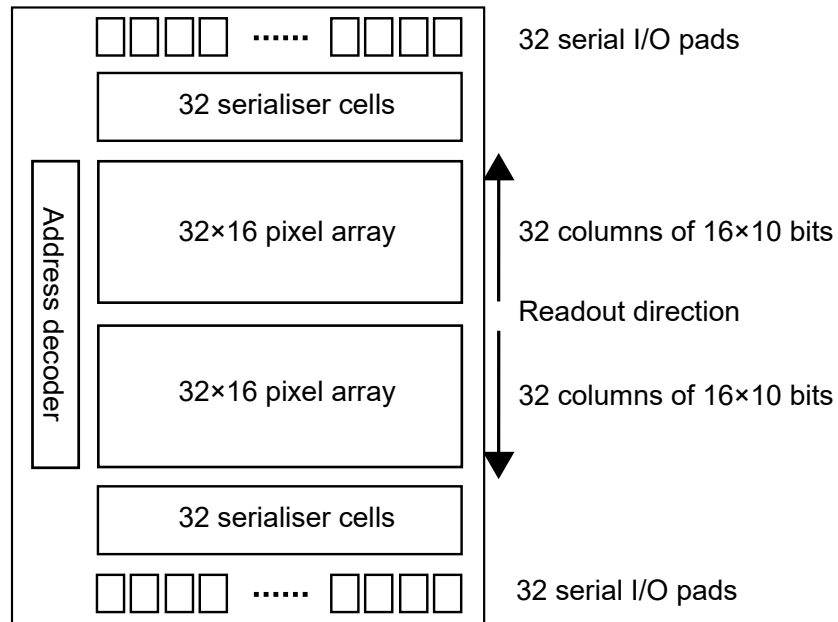 32 serial I/O pads
32 serialiser cells
Address decoder
32×16 pixel array
32 columns of 16×10 bits
Readout direction
32×16 pixel array
32 columns of 16×10 bits
32 serialiser cells
32 serial I/O pads